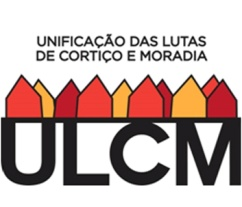 UNIFICAÇÃO DAS LUTAS
DE CORTIÇO E MORADIA
ULCM